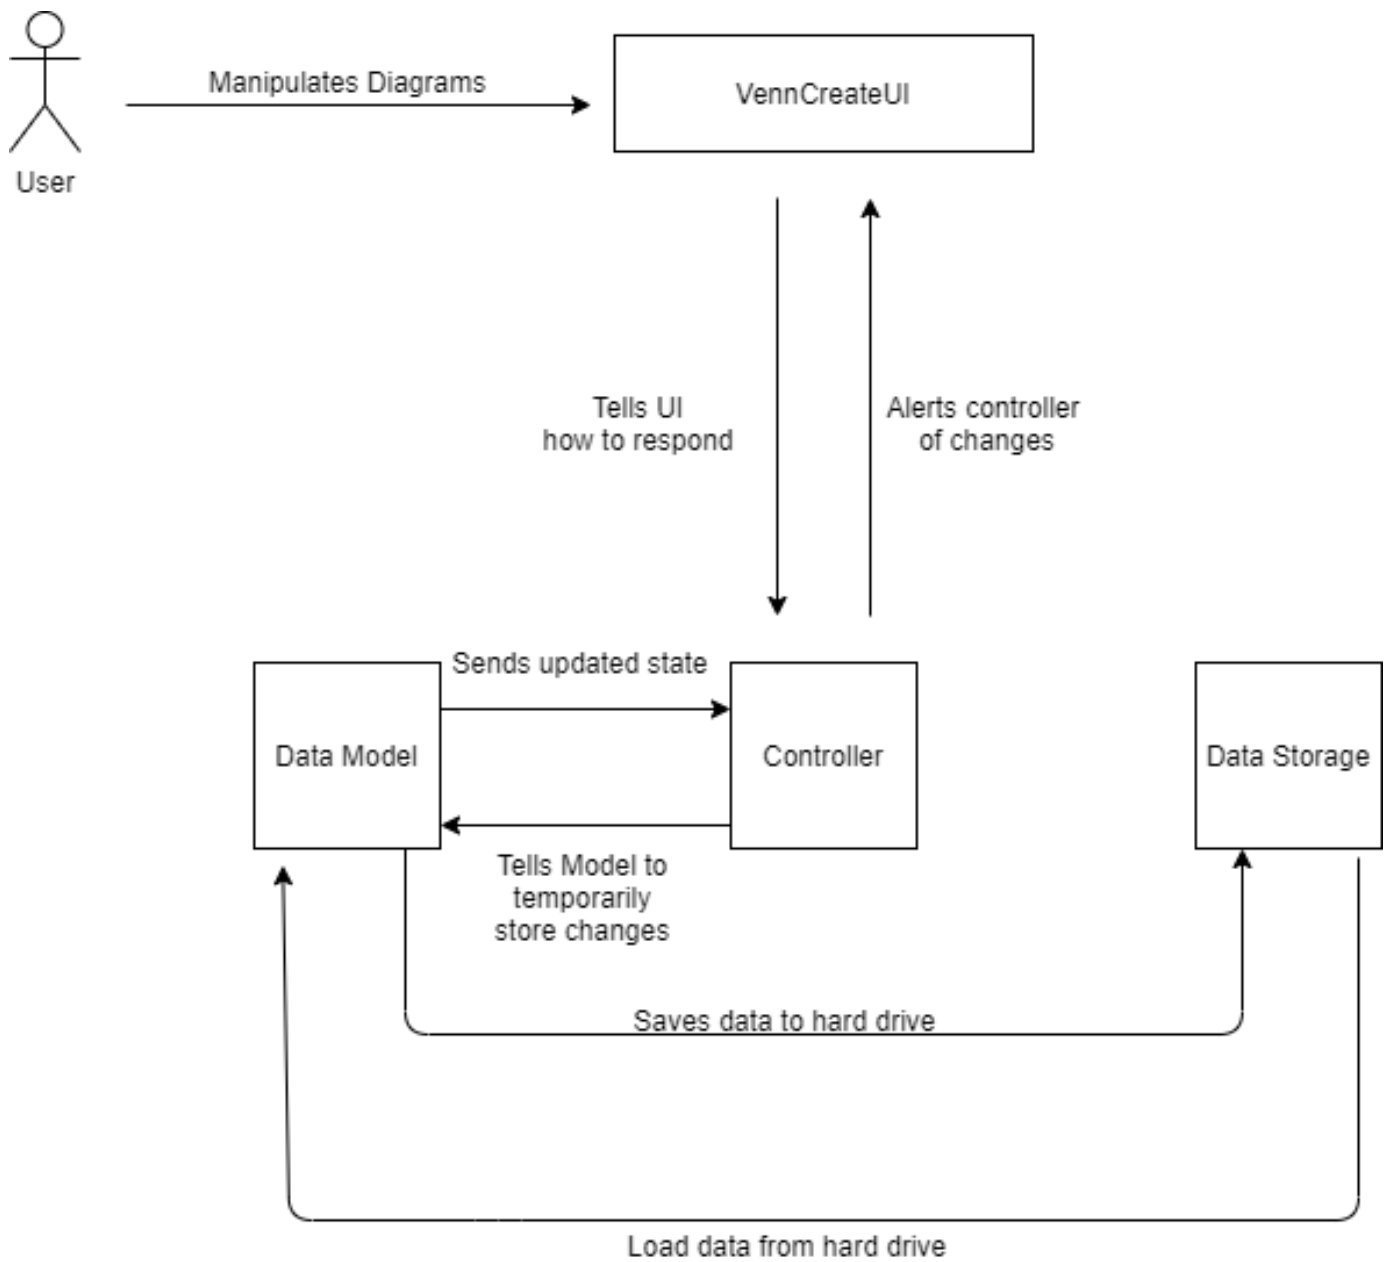 Manipulates Diagrams
VennCreateUI
User
Tells UI
how to respond
Alerts controller
of changes
Sends updated state
Data Model
Controller
Data Storage
Tells Model to
temporarily
store changes
Saves data to hard drive
Load data from hard drive